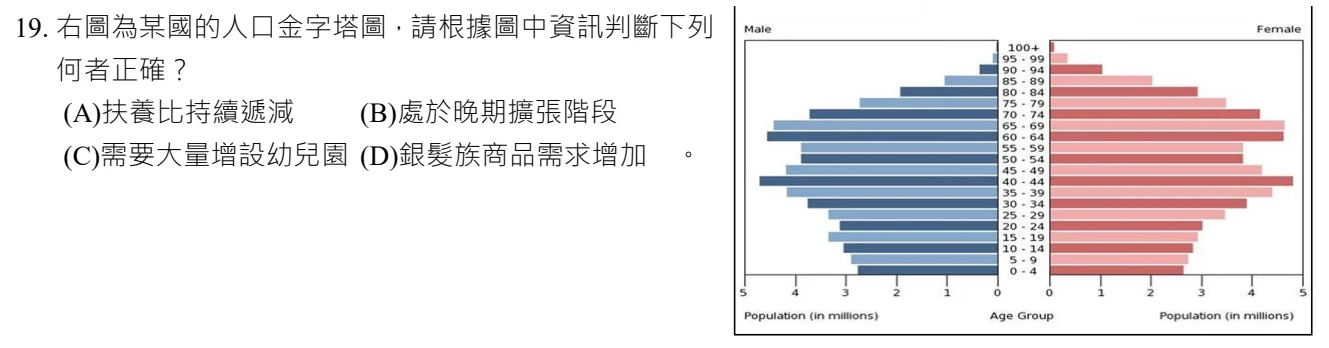 19. 右圖為某國的人口金字塔圖，請根據圖中資訊判斷下列
何者正確？
(A)扶養比持續遞減 (B)處於晚期擴張階段
(C)需要大量增設幼兒園 (D)銀髮族商品需求增加 。
Male Female
100+
95 - 99
90 - 94
85 - 89
80 - 84
75 - 79
70 - 74
65 - 69
60 - 64
55 - 59
50 - 54
45 - 49
40 - 44
35 - 39
30 - 34
25 - 29
20 - 24
15 - 19
10 - 14
5 - 9
0 - 4
5 4 3 2 1 0 0 1 2 3 4 5
Population (in millions) Age Group Population (in millions)